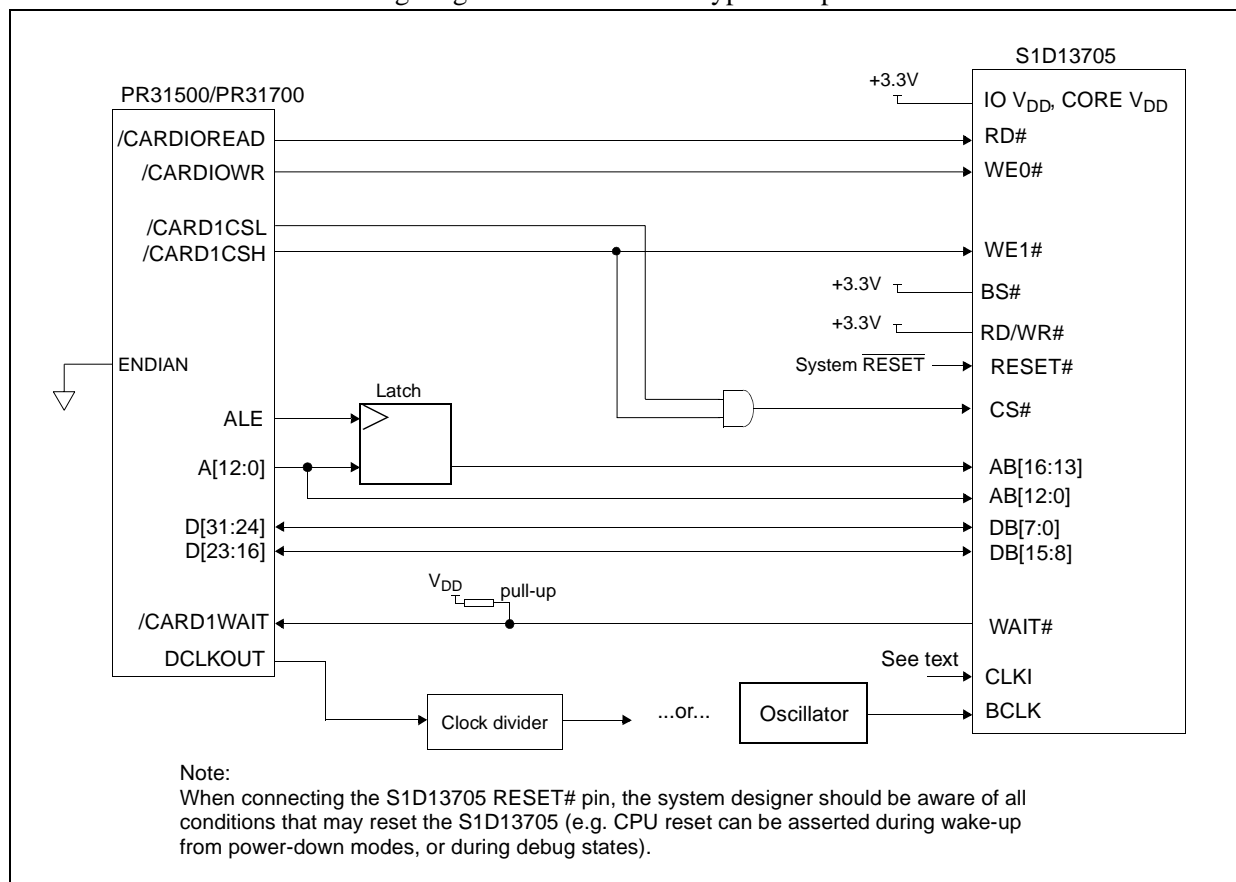 S1D13705
+3.3V
IO VDD, CORE VDD
PR31500/PR31700
/CARDIOREAD
RD#
/CARDIOWR
WE0#
/CARD1CSL
/CARD1CSH
WE1#
+3.3V
BS#
+3.3V
RD/WR#
ENDIAN
System RESET
RESET#
Latch
ALE
CS#
A[12:0]
AB[16:13]
AB[12:0]
D[31:24]
DB[7:0]
D[23:16]
DB[15:8]
VDD
pull-up
/CARD1WAIT
WAIT#
DCLKOUT
See text
CLKI
Clock divider
...or...
Oscillator
BCLK
Note:
When connecting the S1D13705 RESET# pin, the system designer should be aware of all
conditions that may reset the S1D13705 (e.g. CPU reset can be asserted during wake-up
from power-down modes, or during debug states).